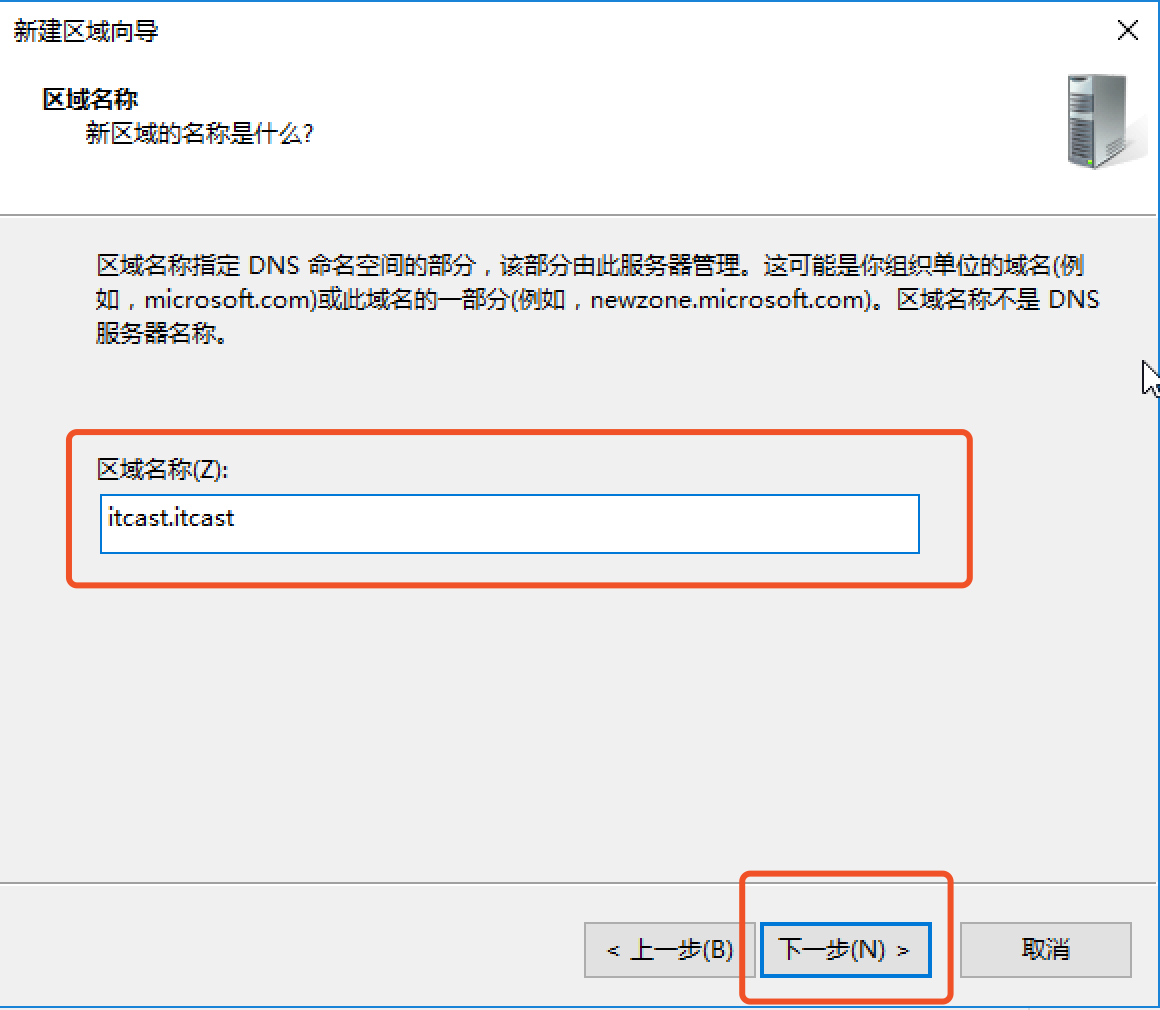 新建区域向导
区域名称
新区域的名称是什么?
区域名称指定 DNS 命名空间的部分，该部分由此服务器管理。这可能是你组织单位的域名(例
如，microsoft.com)或此域名的一部分(例如，newzone.microsoft.com)。区域名称不是 DNS
服务器名称。
区域名称(Z):
itcast.itcast
< 上一步(B)
下一步(N) >
取消